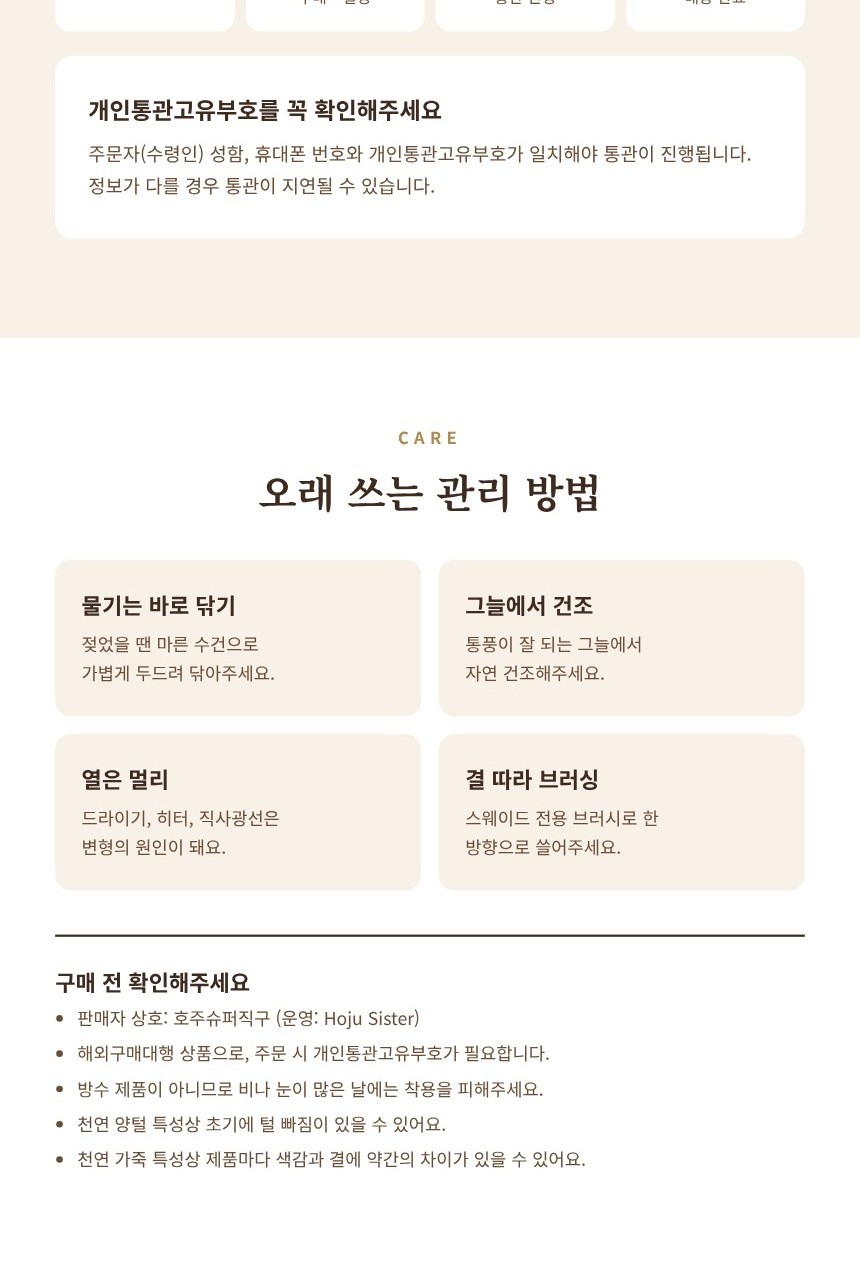 개인통관고유부호를 꼭 확인해주세요
주문자(수령인) 성함, 휴대폰 번호와 개인통관고유부호가 일치해야 통관이 진행됩니다.
정보가 다를 경우 통관이 지연될 수 있습니다.
CARE
오래 쓰는 관리 방법
물기는 바로 닦기
젖었을 땐 마른 수건으로
가볍게 두드려 닦아주세요.
그늘에서 건조
통풍이 잘 되는 그늘에서
자연 건조해주세요.
열은 멀리
드라이기, 히터, 직사광선은
변형의 원인이 돼요.
결 따라 브러싱
스웨이드 전용 브러시로 한
방향으로 쓸어주세요.
구매 전 확인해주세요
• 판매자 상호: 호주슈퍼직구 (운영: Hoju Sister)
• 해외구매대행 상품으로, 주문 시 개인통관고유부호가 필요합니다.
• 방수 제품이 아니므로 비나 눈이 많은 날에는 착용을 피해주세요.
• 천연 양털 특성상 초기에 털 빠짐이 있을 수 있어요.
• 천연 가죽 특성상 제품마다 색감과 결에 약간의 차이가 있을 수 있어요.